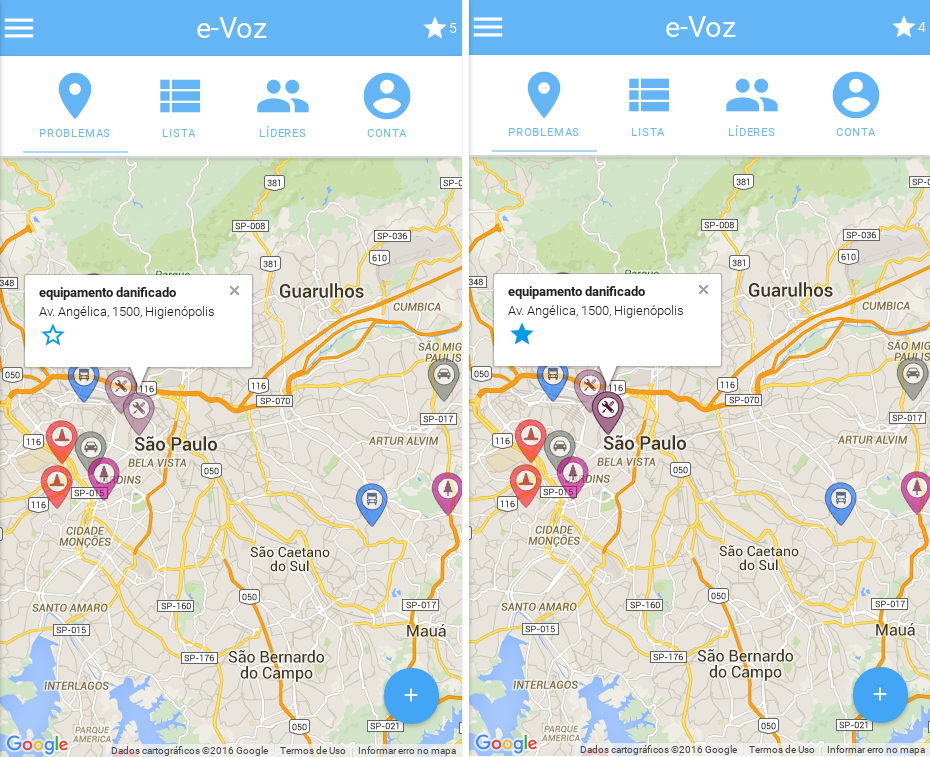 e-Voz
5
PROBLEMAS
LISTA
LÍDERES
CONTA
381
SP-008
SP-036
610
381
Parque
equipamento danificado
×
Guarulhos
Av. Angélica, 1500, Higienópolis
CUMBICA
SÃO MIG
PAULIS
050
116
116
SP-070
SP-017
116
São Paulo
ARTUR ALVIM
BELA VISTA
050
JARDINS
SP-015
116
CIDADE
MONÇÕES
São Caetano
do Sul
050
SANTO AMARO
SP-160
SP-017
SP-015
Mauá
SP-176
São Bernardo
do Campo
INTERLAGOS
+
PARQUE
AMERICA
050
SP-021
Google
Dados cartográficos ©2016 Google
Termos de Uso
Informar erro no mapa
e-Voz
4
PROBLEMAS
LISTA
LÍDERES
CONTA
381
SP-008
SP-036
610
381
equipamento danificado
×
Guarulhos
Av. Angélica, 1500, Higienópolis
CUMBICA
SÃO MIG
PAULIS
050
116
116
SP-070
SP-017
116
São Paulo
ARTUR ALVIM
BELA VISTA
050
JARDINS
SP-015
116
CIDADE
MONÇÕES
São Caetano
do Sul
050
SANTO AMARO
SP-160
SP-017
SP-015
Mauá
SP-176
São Bernardo
do Campo
INTERLAGOS
+
PARQUE
AMERICA
050
SP-021
Google
Dados cartográficos ©2016 Google
Termos de Uso
Informar erro no mapa